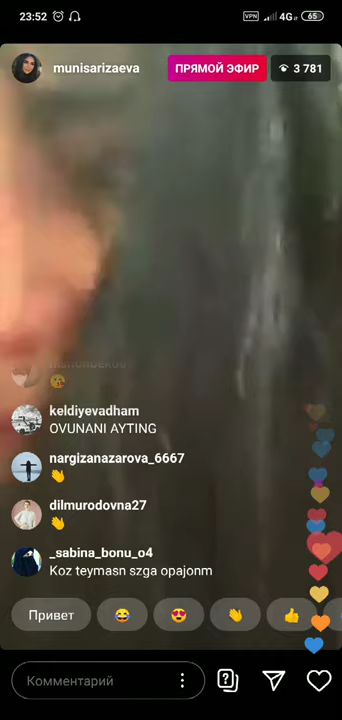 23:52
VPN
4G
65
munisarizaeva
ПРЯМОЙ ЭФИР
3 781
keldiyevadham
OVUNANI AYTING
nargizanazarova_6667
dilmurodovna27
_sabina_bonu_o4
Koz teymasn szga opajonm
Привет
Комментарий